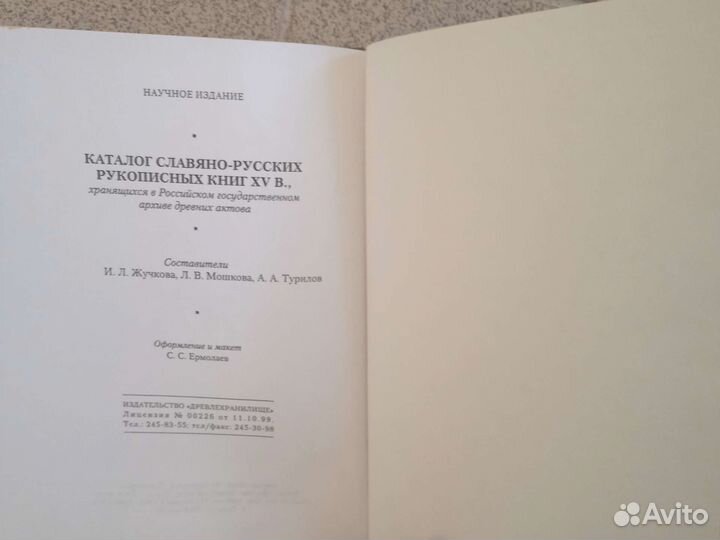 НАУЧНОЕ ИЗДАНИЕ
КАТАЛОГ СЛАВЯНО-РУССКИХ
РУКОПИСНЫХ КНИГ XV В.,
хранящихся в Российском государственном
архиве древних актова
Составители
И. Л. Жучкова, Л. В. Мошкова, А. А. Турилов
Оформление и макет
С. С. Ермолаев
ИЗДАТЕЛЬСТВО «ДРЕВЛЕХРАНИЛИЩЕ»
Лицензия № 00226 от 11.10.99.
Тел.: 245-83-55; тел/факс: 245-30-98
Avito